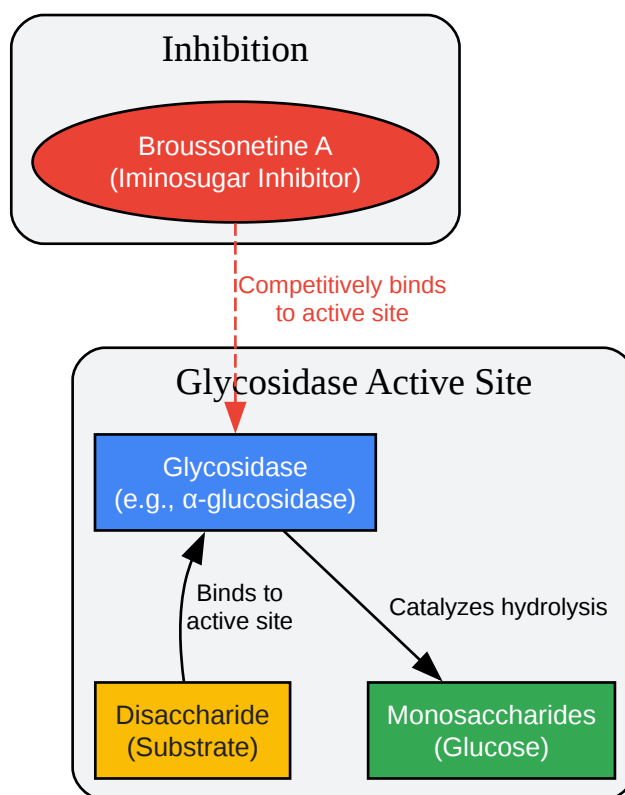 Inhibition
Broussonetine A
(Iminosugar Inhibitor)
Competitively binds
to active site
Glycosidase Active Site
Glycosidase
(e.g., α-glucosidase)
Binds to
active site
Catalyzes hydrolysis
Disaccharide
(Substrate)
Monosaccharides
(Glucose)